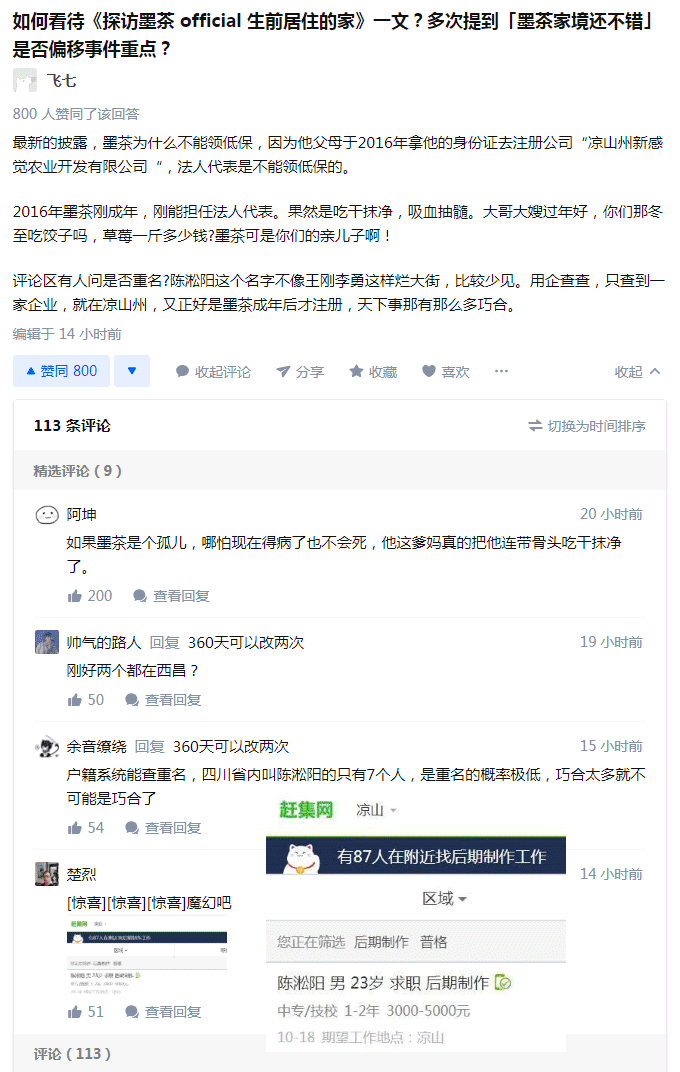 如何看待《探访墨茶 official 生前居住的家》一文？多次提到「墨茶家境还不错」
是否偏移事件重点？
飞七
800 人赞同了该回答
最新的披露，墨茶为什么不能领低保，因为他父母于2016年拿他的身份证去注册公司“凉山州新感
觉农业开发有限公司“，法人代表是不能领低保的。
2016年墨茶刚成年，刚能担任法人代表。果然是吃干抹净，吸血抽髓。大哥大嫂过年好，你们那冬
至吃饺子吗，草莓一斤多少钱?墨茶可是你们的亲儿子啊！
评论区有人问是否重名?陈淞阳这个名字不像王刚李勇这样烂大街，比较少见。用企查查，只查到一
家企业，就在凉山州，又正好是墨茶成年后才注册，天下事那有那么多巧合。
编辑于 14 小时前
赞同 800
收起评论
分享
收藏
喜欢
收起
113 条评论
切换为时间排序
精选评论（9）
阿坤
20 小时前
如果墨茶是个孤儿，哪怕现在得病了也不会死，他这爹妈真的把他连带骨头吃干抹净
了。
200
查看回复
帅气的路人 回复 360天可以改两次
19 小时前
刚好两个都在西昌？
50
查看回复
余音缭绕 回复 360天可以改两次
15 小时前
户籍系统能查重名，四川省内叫陈淞阳的只有7个人，是重名的概率极低，巧合太多就不
可能是巧合了
54
查看回复
楚烈
14 小时前
[惊喜][惊喜][惊喜]魔幻吧
赶集网
凉山
有87人在附近找后期制作工作
区域
您正在筛选 后期制作 普格
陈淞阳 男 23岁 求职 后期制作
中专/技校 1-2年 3000-5000元
10-18 期望工作地点：凉山
51
查看回复
评论（113）